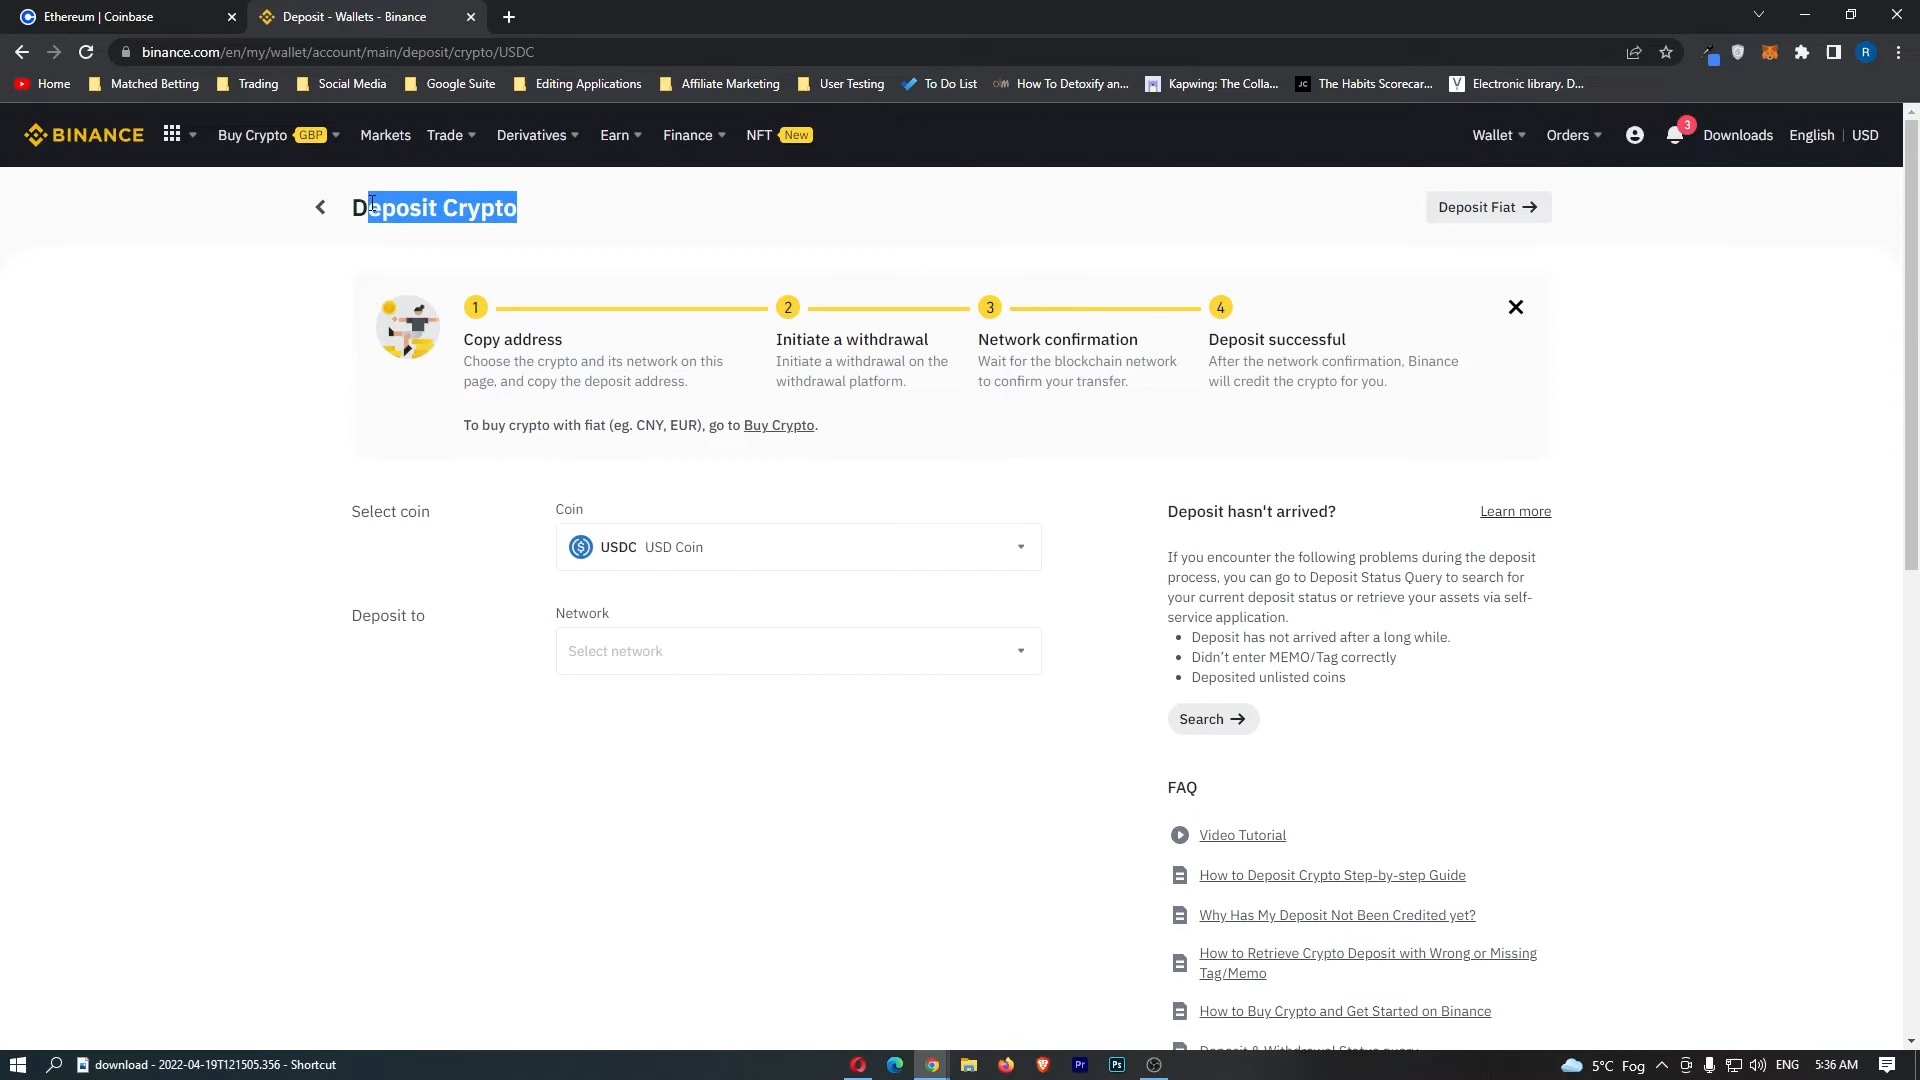 Ethereum | Coinbase
Deposit - Wallets - Binance
binance.com/en/my/wallet/account/main/deposit/crypto/USDC
R
Home
Matched Betting
Trading
Social Media
Google Suite
Editing Applications
Affiliate Marketing
User Testing
To Do List
How To Detoxify an...
Kapwing: The Colla...
JC
The Habits Scorecar...
Electronic library. D...
BINANCE
Buy Crypto
GBP
Markets
Trade
Derivatives
Earn
Finance
NFT
New
Wallet
Orders
3
Downloads
English
USD
Deposit Crypto
Deposit Fiat
1
2
3
4
Copy address
Choose the crypto and its network on this
page, and copy the deposit address.
Initiate a withdrawal
Initiate a withdrawal on the
withdrawal platform.
Network confirmation
Wait for the blockchain network
to confirm your transfer.
Deposit successful
After the network confirmation, Binance
will credit the crypto for you.
To buy crypto with fiat (eg. CNY, EUR), go to Buy Crypto.
Select coin
Coin
USDC USD Coin
Deposit to
Network
Select network
Deposit hasn't arrived?
Learn more
If you encounter the following problems during the deposit
process, you can go to Deposit Status Query to search for
your current deposit status or retrieve your assets via self-
service application.
• Deposit has not arrived after a long while.
• Didn't enter MEMO/Tag correctly
• Deposited unlisted coins
Search
FAQ
Video Tutorial
How to Deposit Crypto Step-by-step Guide
Why Has My Deposit Not Been Credited yet?
How to Retrieve Crypto Deposit with Wrong or Missing
Tag/Memo
How to Buy Crypto and Get Started on Binance
Deposit & Withdrawal Status query
download - 2022-04-19T121505.356 - Shortcut
Pr
Ps
5°C Fog
ENG
5:36 AM